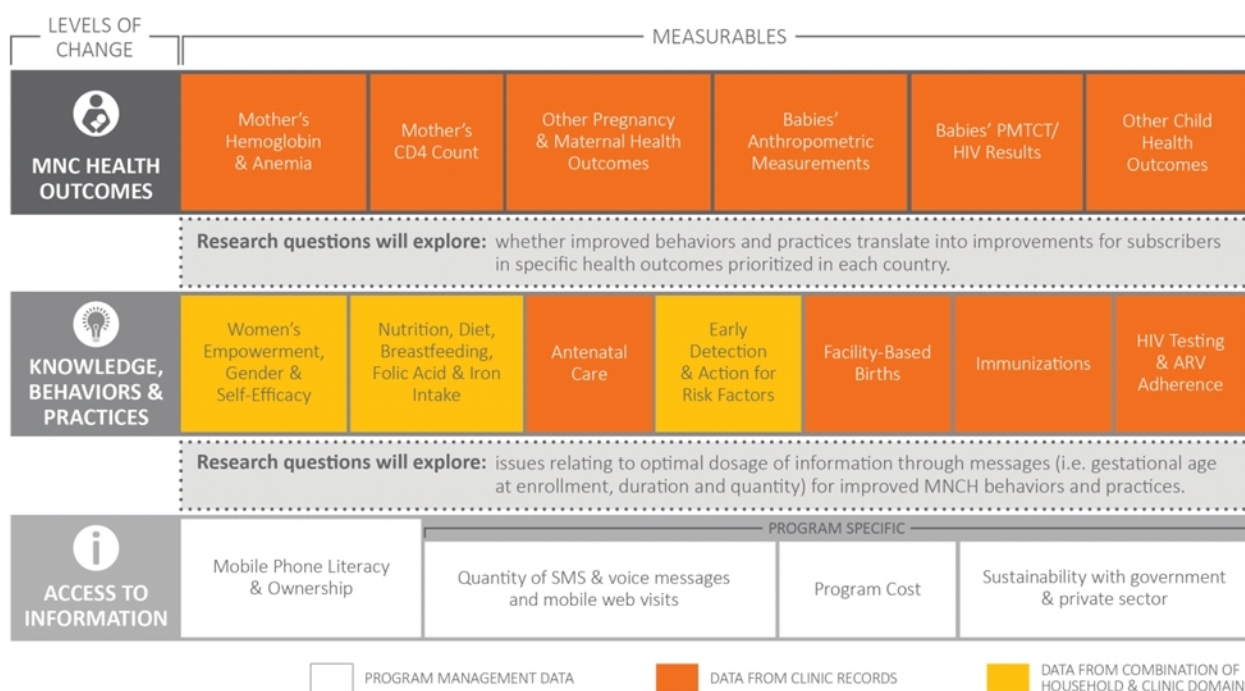 LEVELS OF
CHANGE
MEASURABLES
MNC HEALTH
OUTCOMES
Mother's
Hemoglobin
& Anemia
Mother's
CD4 Count
Other Pregnancy
& Maternal Health
Outcomes
Babies'
Anthropometric
Measurements
Babies' PMTCT/
HIV Results
Other Child
Health
Outcomes
Research questions will explore: whether improved behaviors and practices translate into improvements for subscribers
in specific health outcomes prioritized in each country.
KNOWLEDGE,
BEHAVIORS &
PRACTICES
Women's
Empowerment,
Gender &
Self-Efficacy
Nutrition, Diet,
Breastfeeding,
Folic Acid & Iron
Intake
Antenatal
Care
Early
Detection
& Action for
Risk Factors
Facility-Based
Births
Immunizations
HIV Testing
& ARV
Adherence
Research questions will explore: issues relating to optimal dosage of information through messages (i.e. gestational age
at enrollment, duration and quantity) for improved MNCH behaviors and practices.
i
ACCESS TO
INFORMATION
PROGRAM SPECIFIC
Mobile Phone Literacy
& Ownership
Quantity of SMS & voice messages
and mobile web visits
Program Cost
Sustainability with government
& private sector
PROGRAM MANAGEMENT DATA
DATA FROM CLINIC RECORDS
DATA FROM COMBINATION OF
HOUSEHOLD & CLINIC DOMAIN